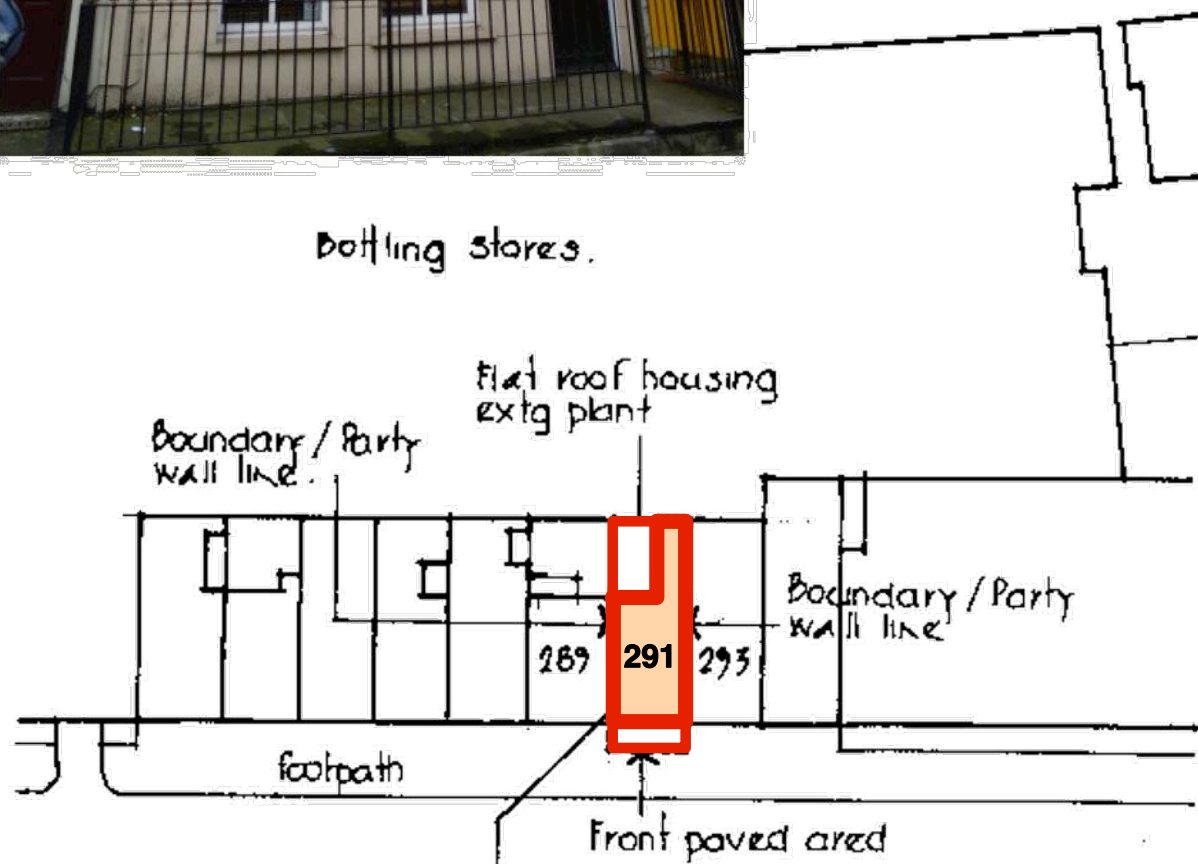 Bottling stores.
Flat roof housing
extg plant
Boundary / Party
wall line.
Boundary / Party
wall line
289
291
293
footpath
Front paved area